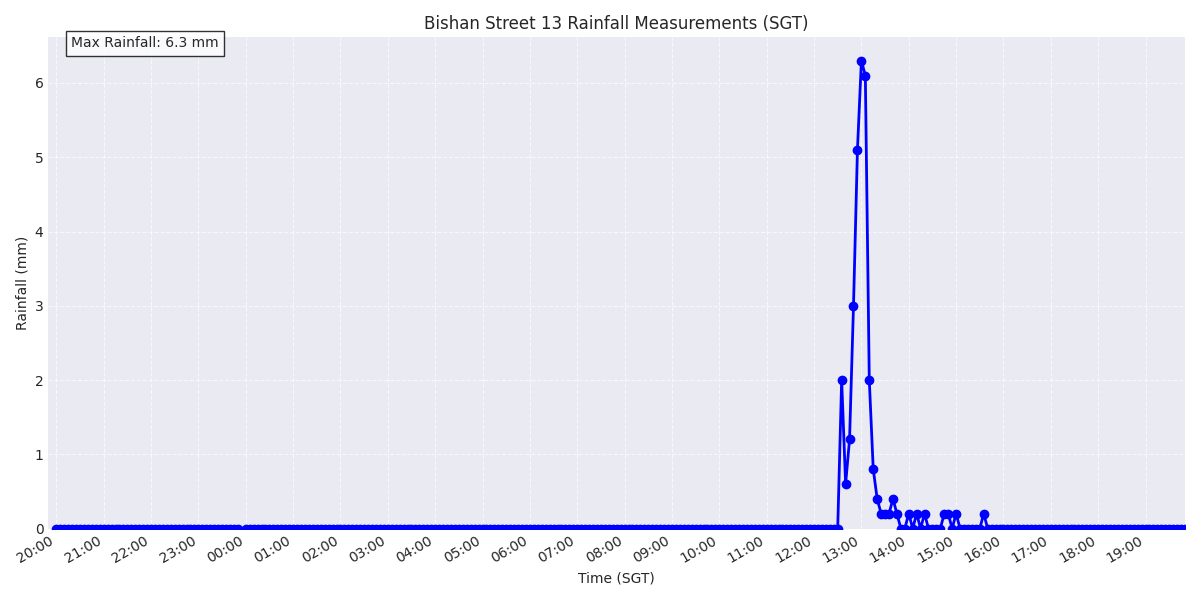 Bishan Street 13 Rainfall Measurements (SGT)
Max Rainfall: 6.3 mm
Rainfall (mm)
6
5
4
3
2
1
0
20:00 21:00 22:00 23:00 00:00 01:00 02:00 03:00 04:00 05:00 06:00 07:00 08:00 09:00 10:00 11:00 12:00 13:00 14:00 15:00 16:00 17:00 18:00 19:00
Time (SGT)